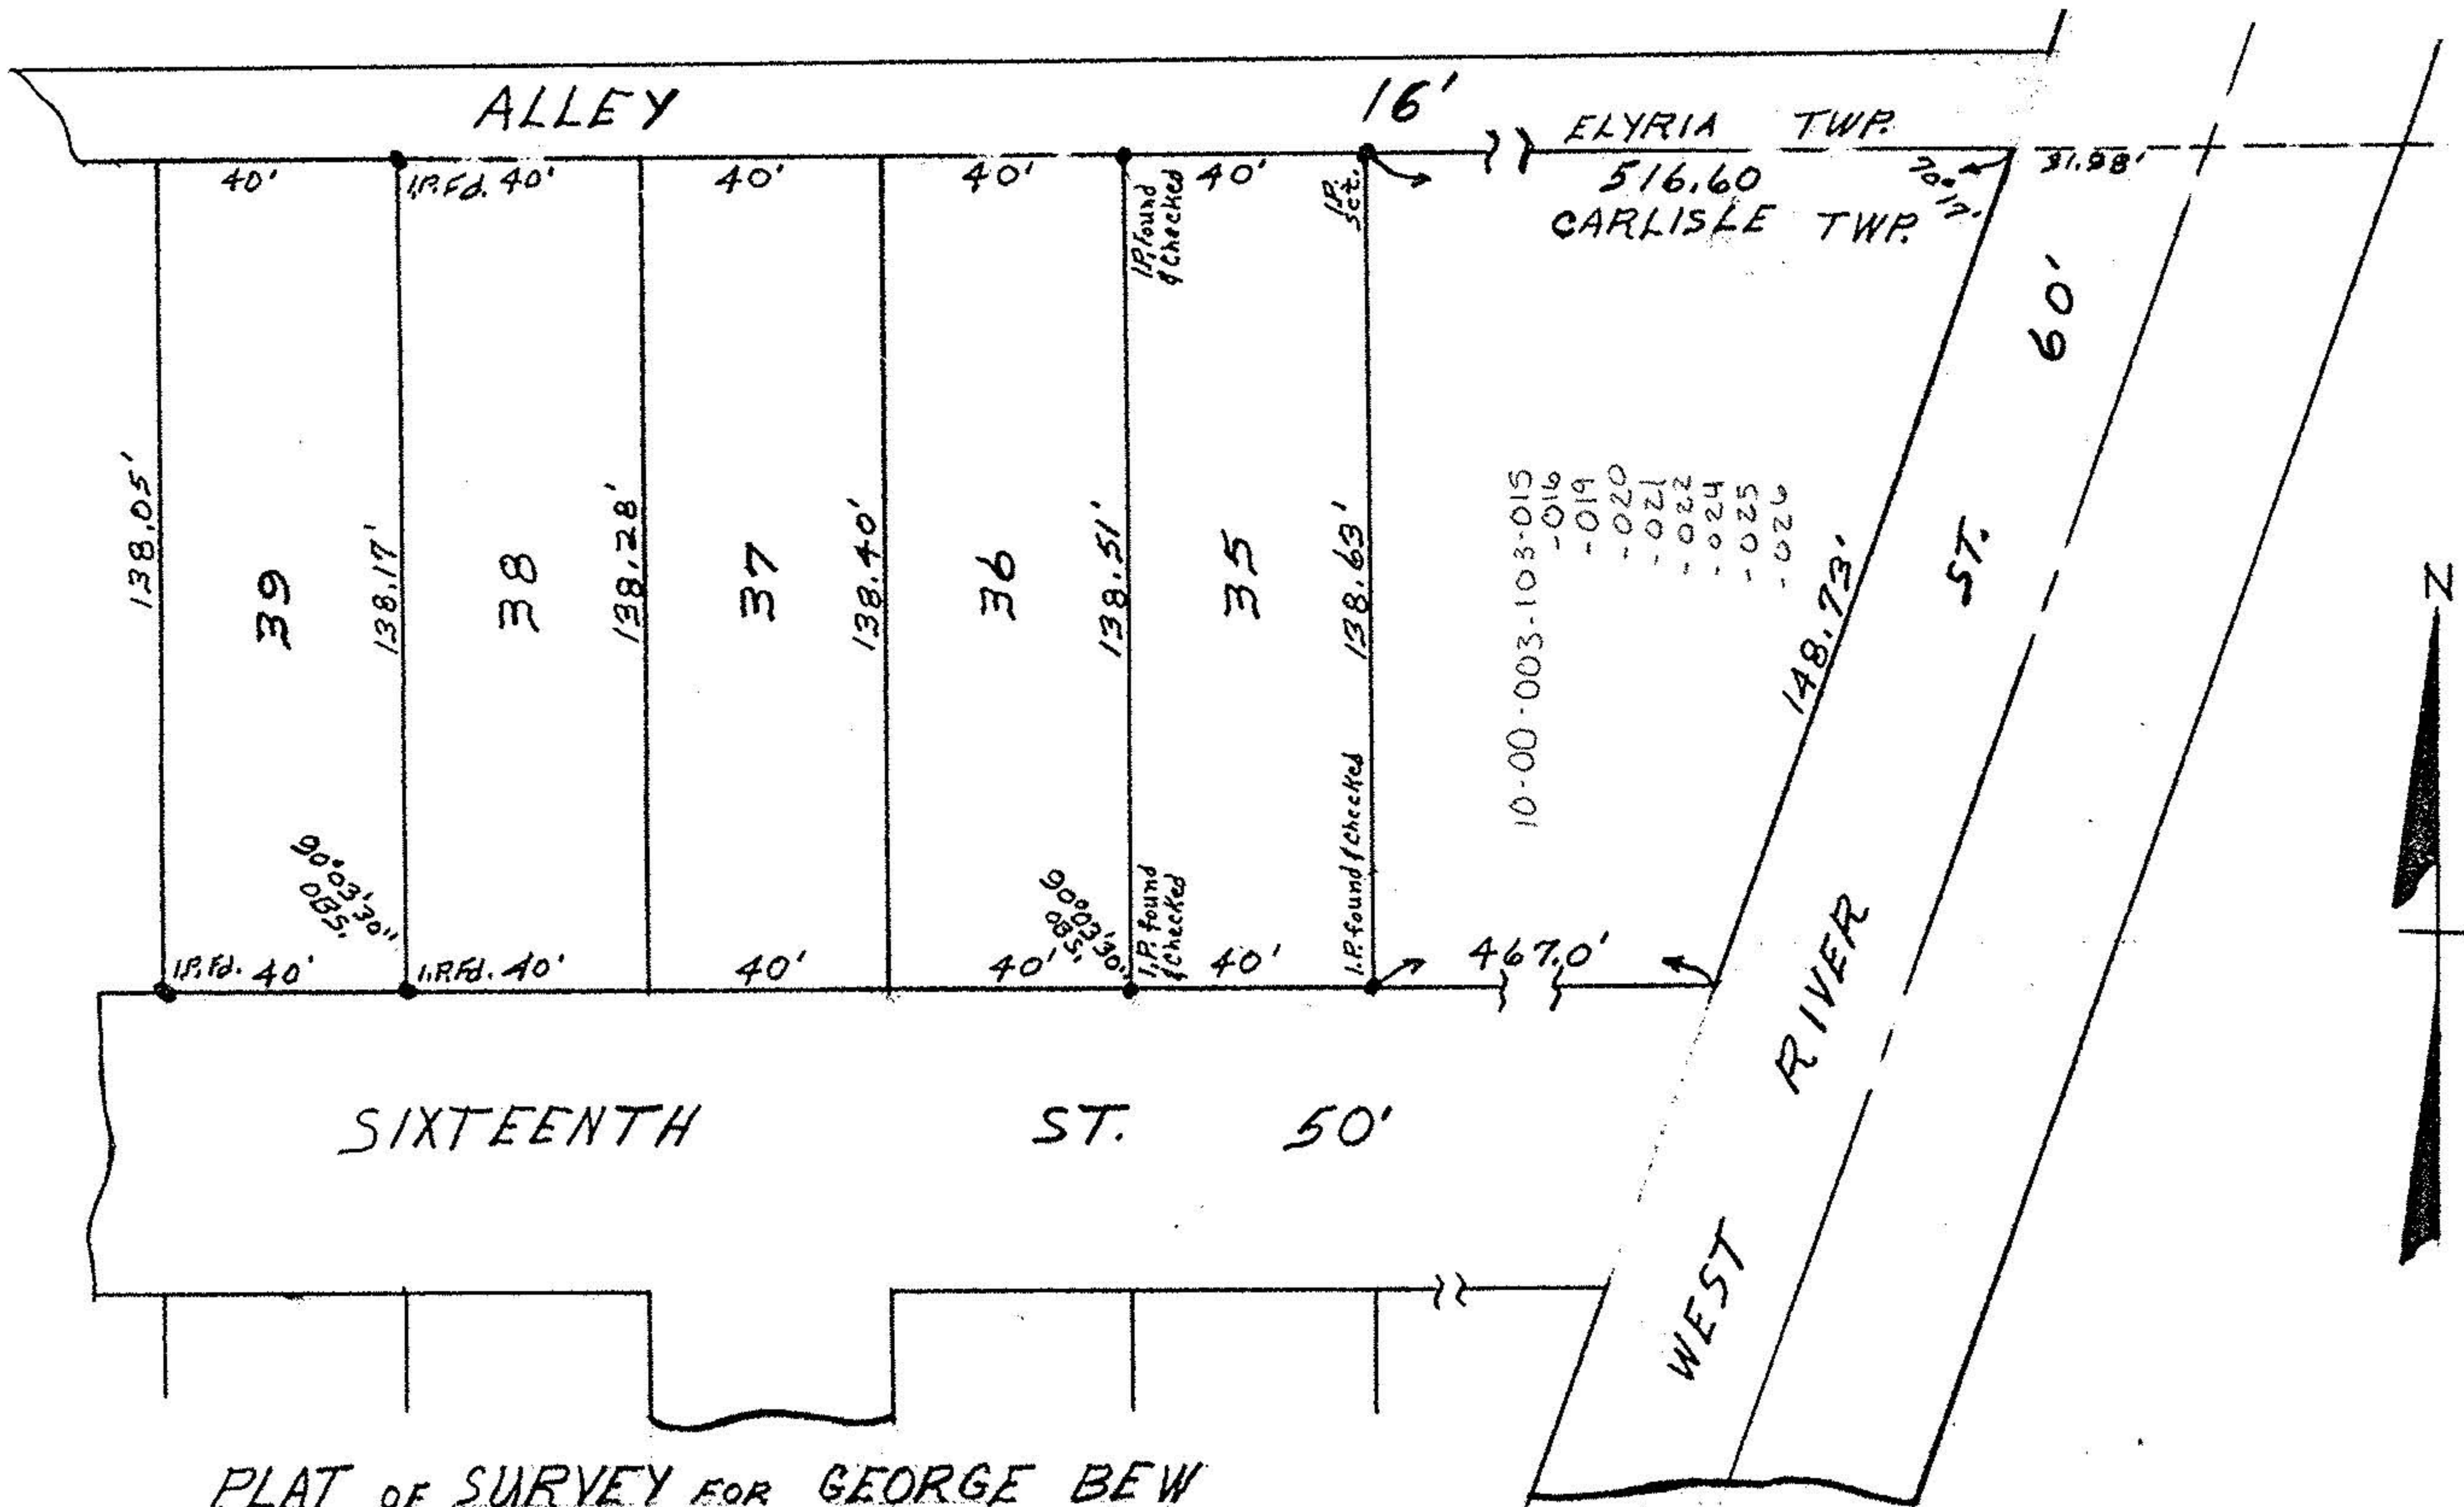 ALLEY
16'
ELYRIA TWP.
516.60
31.98'
CARLISLE TWP.
40'
I.P. Fd. 40'
40'
40'
I.P. found
& Checked
40'
I.P.
Set.
60'
138.05'
39
138.17'
38
138.28'
37
138.40'
36
138.51'
35
138.63'
10-00-003-103-015
-016
-019
-020
-021
-022
-024
-025
-026
148.73'
ST.
RIVER
WEST
N
90°03'30"
OBS.
90°03'30"
OBS.
I.P. Fd. 40'
I.P. Fd. 40'
40'
40'
I.P. found
& Checked
40'
I.P. found & checked
467.0'
SIXTEENTH ST. 50'
PLAT OF SURVEY FOR GEORGE BEW